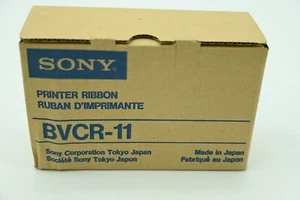 SONY
PRINTER RIBBON
RUBAN D'IMPRIMANTE
BVCR-11
Sony Corporation Tokyo Japan
Société Sony Tokyo Japon
Made in Japan
Fabriqué au Japon